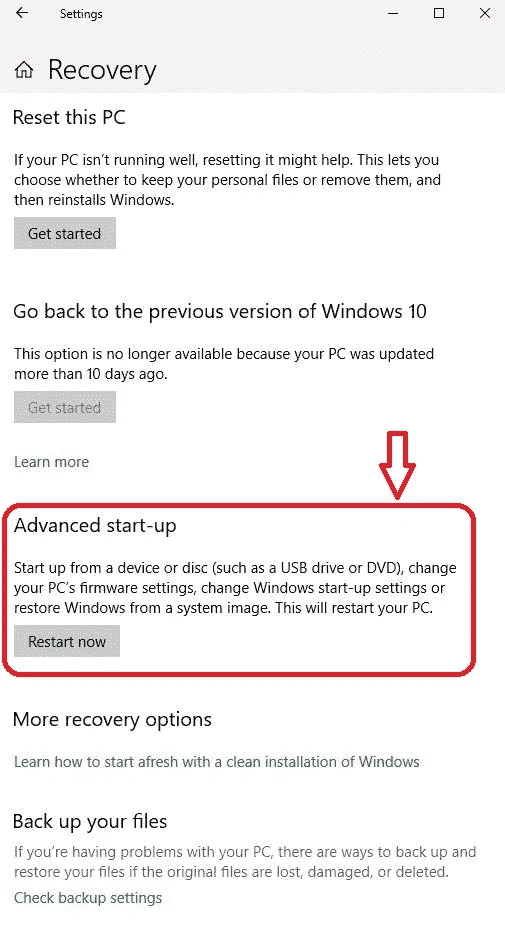 Settings
Recovery
Reset this PC
If your PC isn't running well, resetting it might help. This lets you
choose whether to keep your personal files or remove them, and
then reinstalls Windows.
Get started
Go back to the previous version of Windows 10
This option is no longer available because your PC was updated
more than 10 days ago.
Get started
Learn more
Advanced start-up
Start up from a device or disc (such as a USB drive or DVD), change
your PC's firmware settings, change Windows start-up settings or
restore Windows from a system image. This will restart your PC.
Restart now
More recovery options
Learn how to start afresh with a clean installation of Windows
Back up your files
If you're having problems with your PC, there are ways to back up and
restore your files if the original files are lost, damaged, or deleted.
Check backup settings